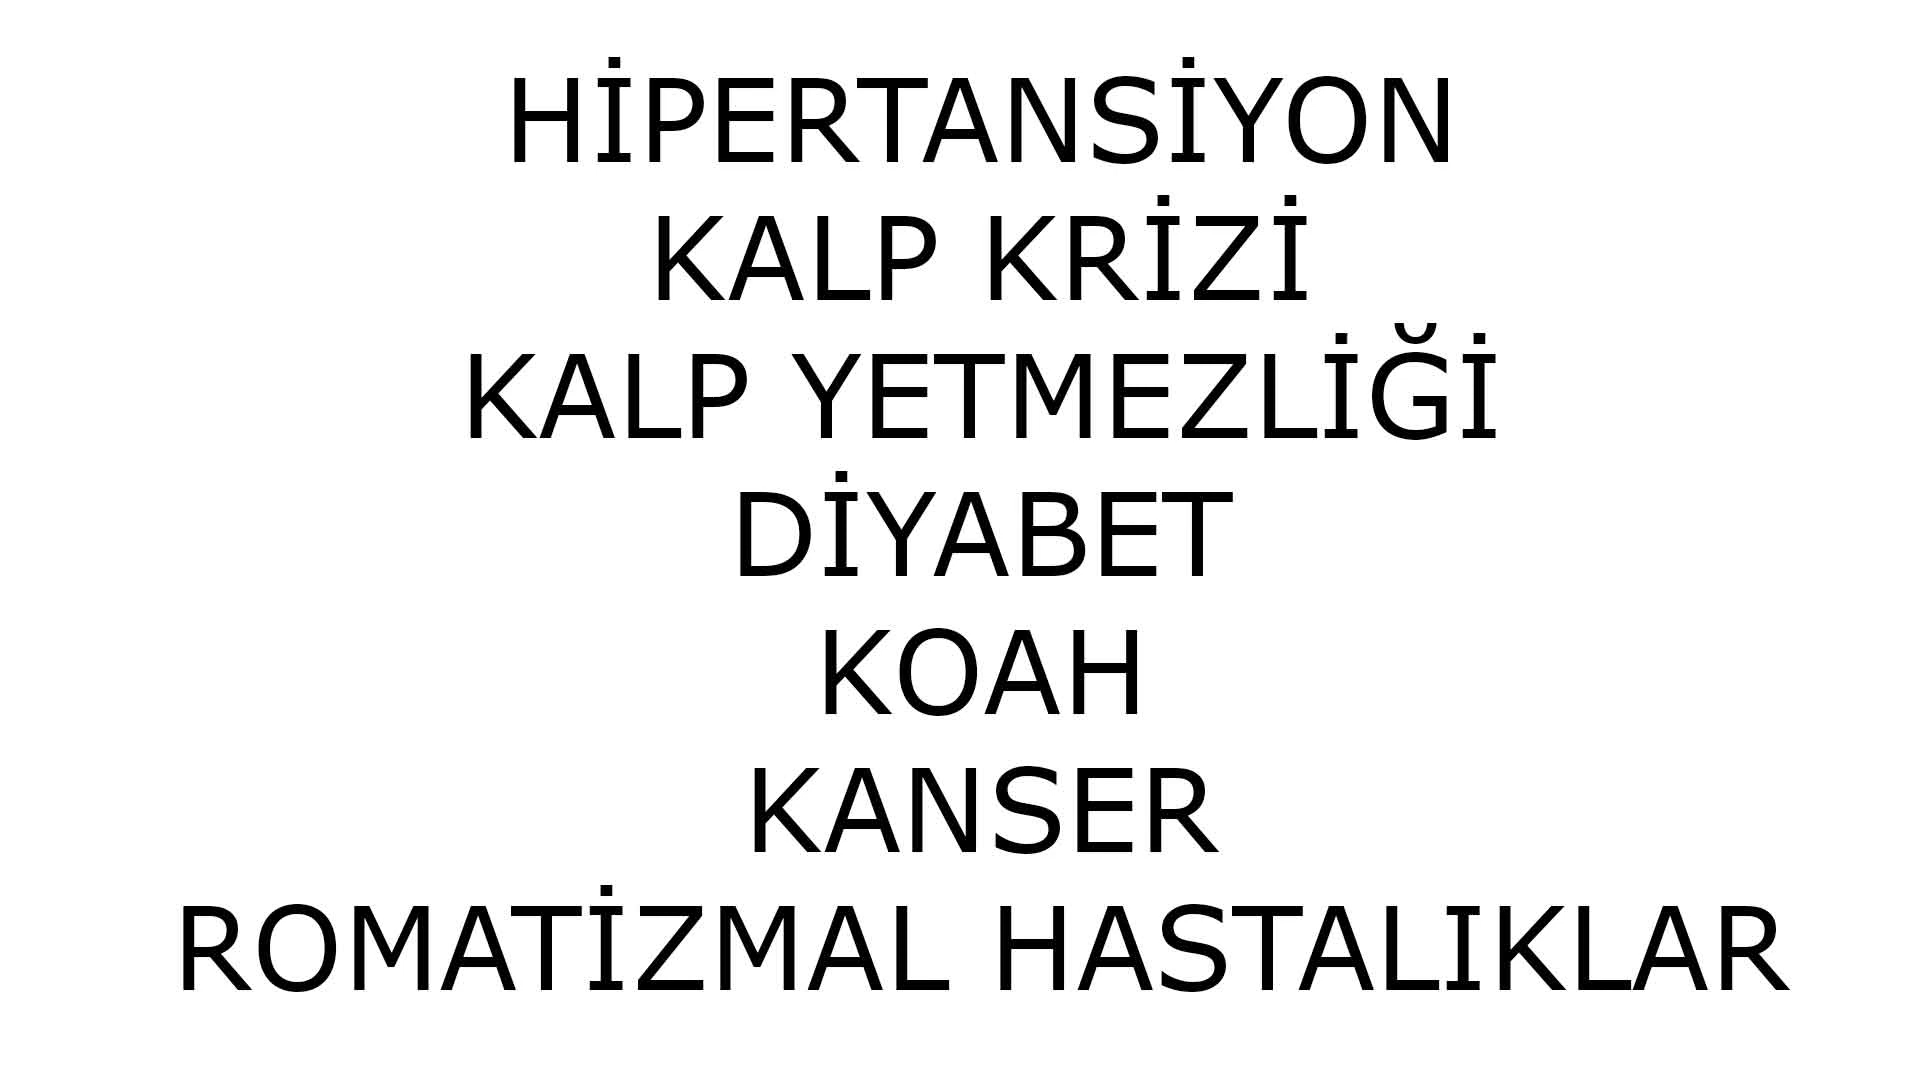 HİPERTANSİYON
KALP KRİZİ
KALP YETMEZLİĞİ
DİYABET
KOAH
KANSER
ROMATİZMAL HASTALIKLAR